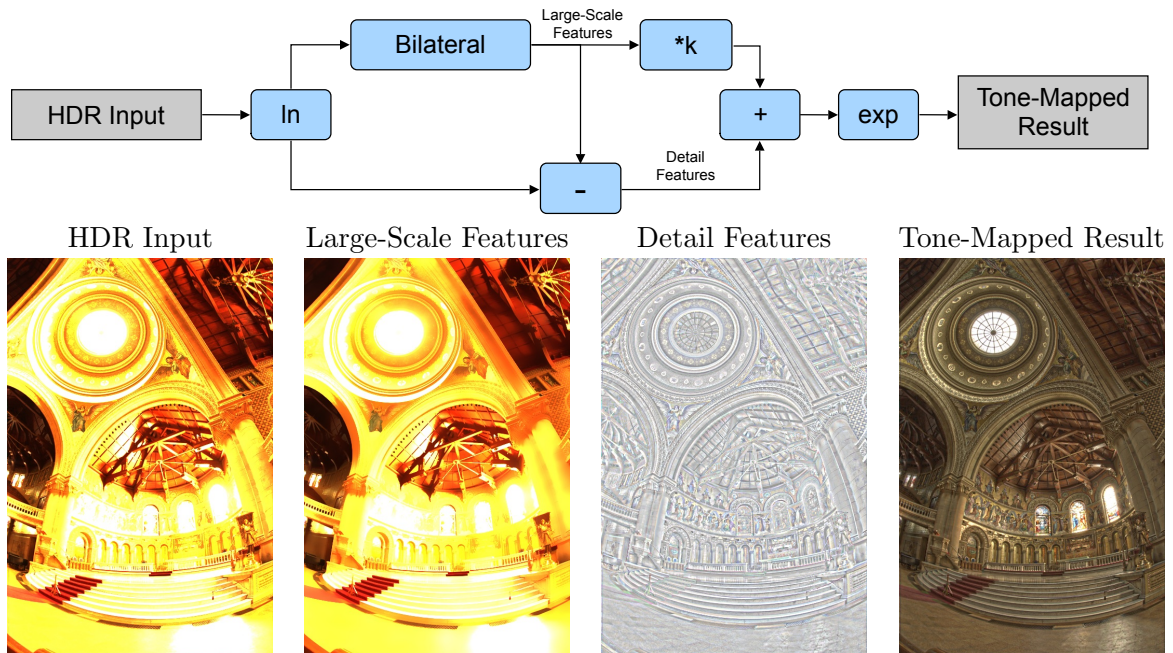 Large-Scale
Features
Bilateral
*k
HDR Input
ln
+
exp
Tone-Mapped
Result
Detail
Features
-
HDR Input
Large-Scale Features
Detail Features
Tone-Mapped Result